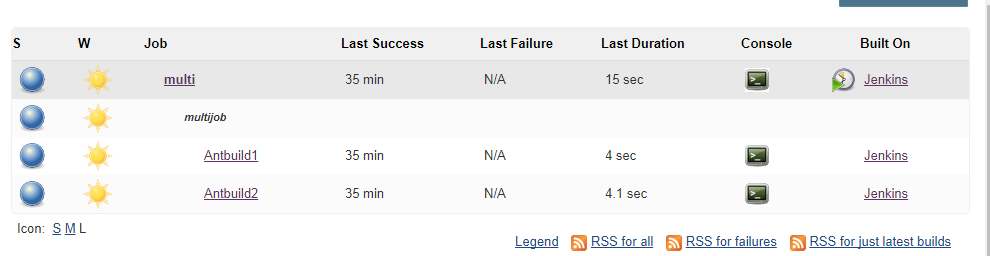 S W Job Last Success Last Failure Last Duration Console Built On
multi 35 min N/A 15 sec Jenkins
multijob
Antbuild1 35 min N/A 4 sec Jenkins
Antbuild2 35 min N/A 4.1 sec Jenkins
Icon: S M L
Legend RSS for all RSS for failures RSS for just latest builds